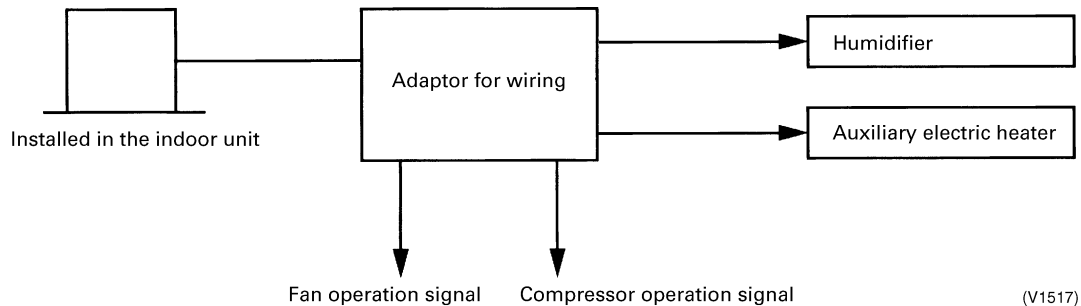 Humidifier
Adaptor for wiring
Installed in the indoor unit
Auxiliary electric heater
Fan operation signal
Compressor operation signal
(V1517)